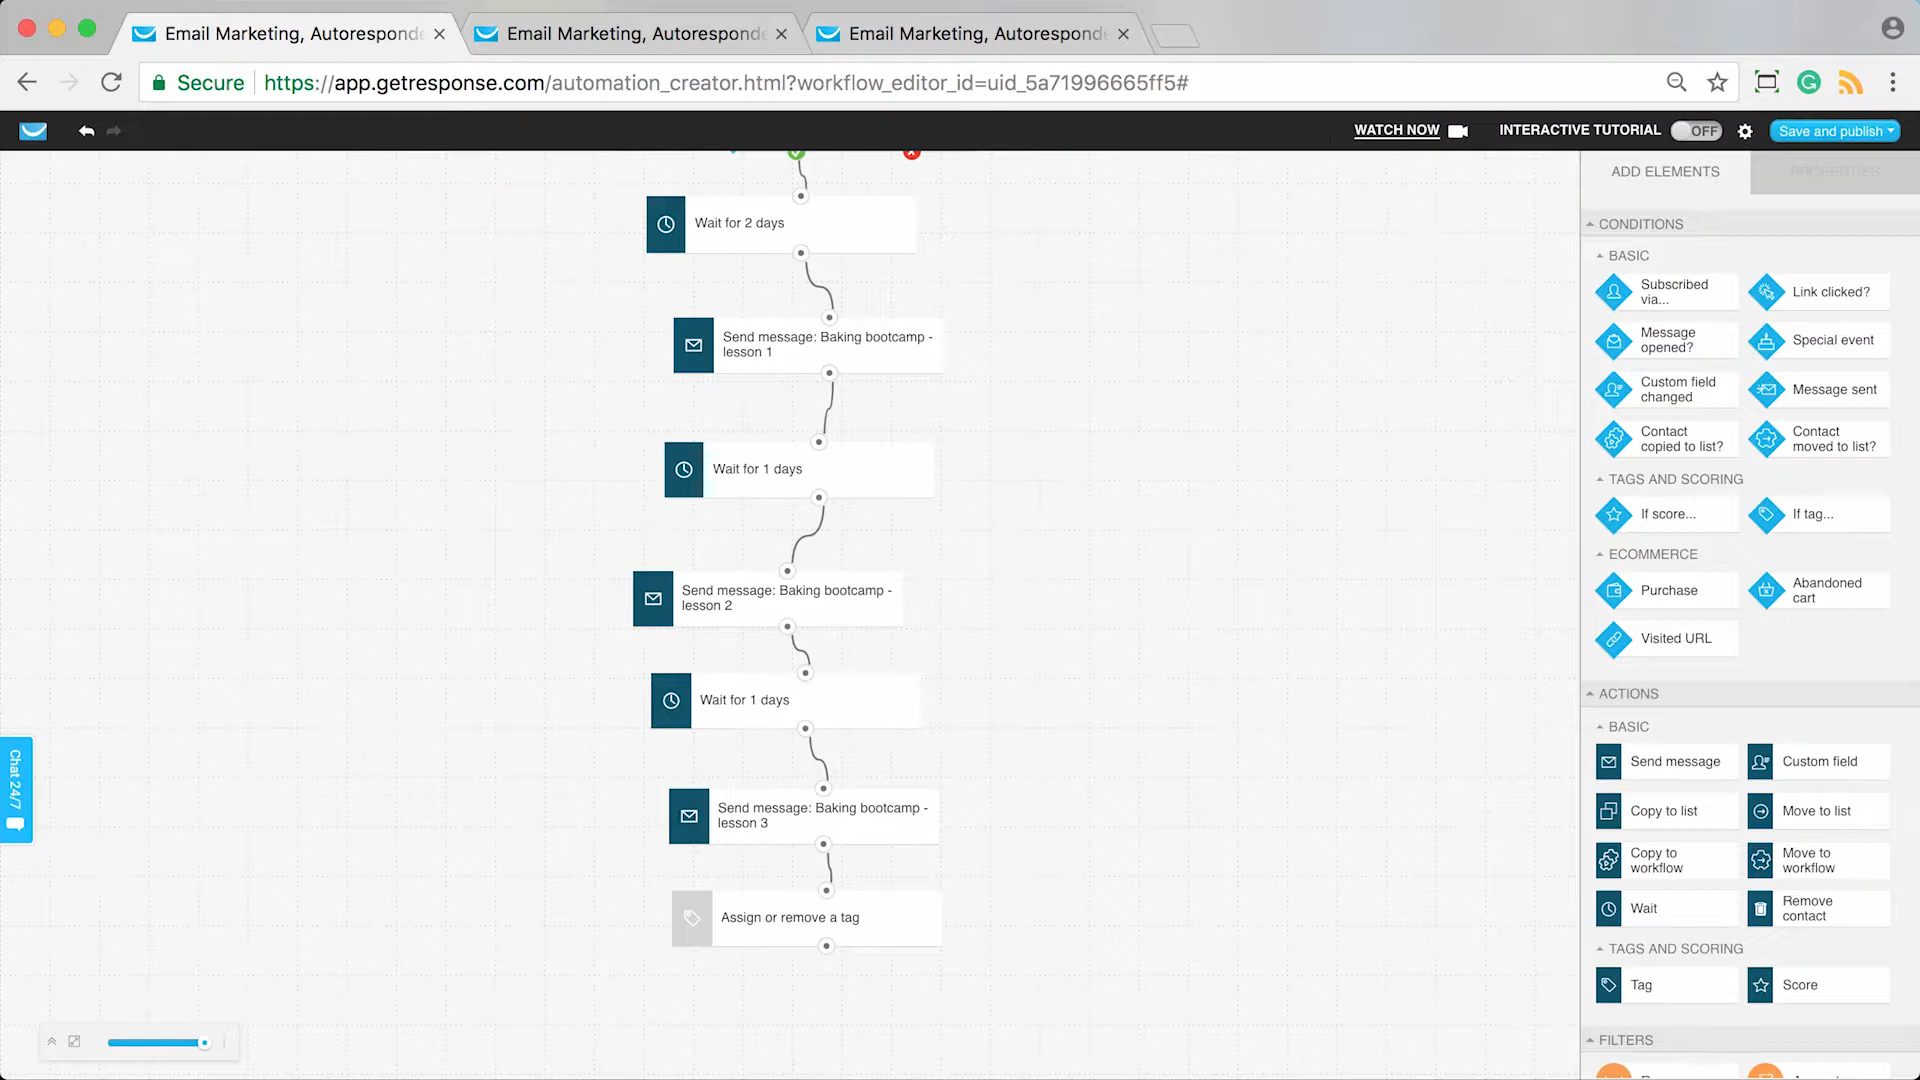 Email Marketing, Autoresponde
Email Marketing, Autoresponde
Email Marketing, Autoresponde
Secure
https://app.getresponse.com/automation_creator.html?workflow_editor_id=uid_5a71996665ff5#
WATCH NOW
INTERACTIVE TUTORIAL
OFF
Save and publish
ADD ELEMENTS
PROPERTIES
Wait for 2 days
Send message: Baking bootcamp -
lesson 1
Wait for 1 days
Send message: Baking bootcamp -
lesson 2
Wait for 1 days
Send message: Baking bootcamp -
lesson 3
Assign or remove a tag
Chat 24/7
CONDITIONS
BASIC
Subscribed
via...
Link clicked?
Message
opened?
Special event
Custom field
changed
Message sent
Contact
copied to list?
Contact
moved to list?
TAGS AND SCORING
If score...
If tag...
ECOMMERCE
Purchase
Abandoned
cart
Visited URL
ACTIONS
BASIC
Send message
Custom field
Copy to list
Move to list
Copy to
workflow
Move to
workflow
Wait
Remove
contact
TAGS AND SCORING
Tag
Score
FILTERS